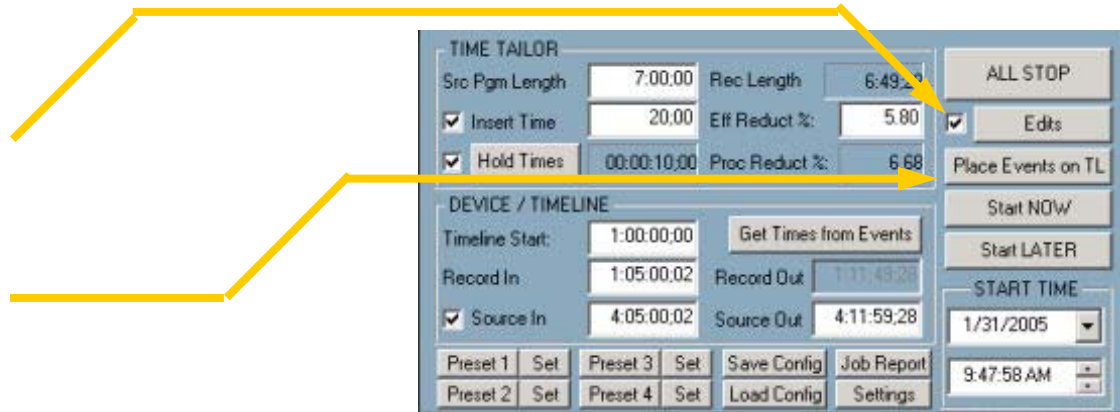 TIME TAILOR
Src Pgm Length 7:00;00 Rec Length
Insert Time 20;00 Eff Reduct %: 5.80
Hold Times 00:00:10;00 Proc Reduct %: 6.68
DEVICE / TIMELINE
Timeline Start: 1:00:00;00 Get Times from Events
Record In 1:05:00;02 Record Out 1:11:49;28
Source In 4:05:00;02 Source Out 4:11:59;28
Preset 1 Set Preset 3 Set Save Config Job Report
Preset 2 Set Preset 4 Set Load Config Settings
ALL STOP
Edits
Place Events on TL
Start NOW
Start LATER
START TIME
1/31/2005
9:47:58 AM